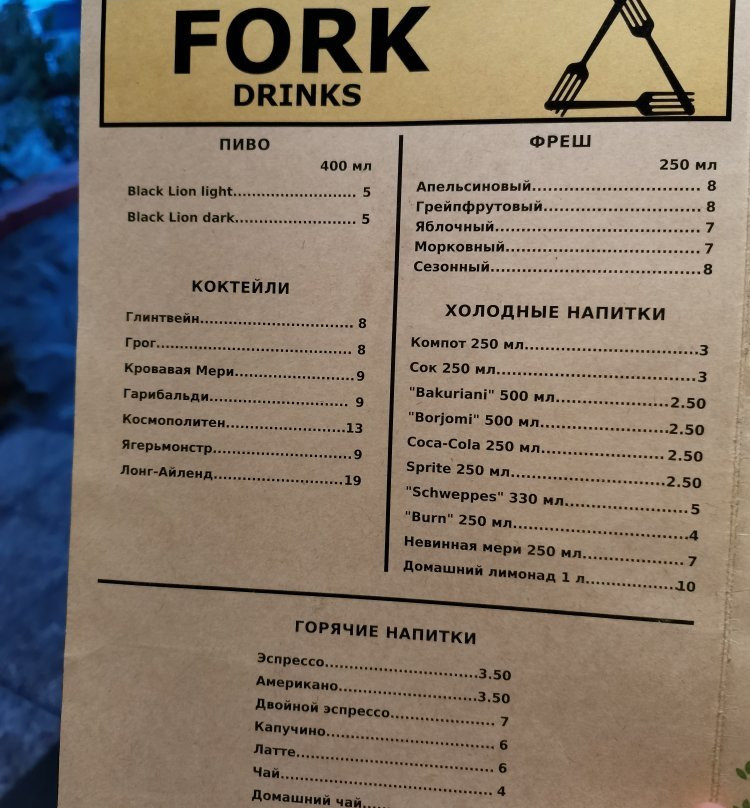 FORK
DRINKS
ПИВО
400 мл
Black Lion light............................. 5
Black Lion dark............................. 5
КОКТЕЙЛИ
Глинтвейн.................................... 8
Грог.............................................. 8
Кровавая Мери............................9
Гарибальди.................................. 9
Космополитен............................13
Ягерьмонстр.................................9
Лонг-Айленд...............................19
ФРЕШ
250 мл
Апельсиновый........................................ 8
Грейпфрутовый...................................... 8
Яблочный................................................. 7
Морковный............................................... 7
Сезонный...................................................8
ХОЛОДНЫЕ НАПИТКИ
Компот 250 мл.........................................3
Сок 250 мл................................................3
"Bakuriani" 500 мл...........................2.50
"Borjomi" 500 мл..............................2.50
Coca-Cola 250 мл............................. 2.50
Sprite 250 мл.....................................2.50
"Schweppes" 330 мл.............................. 5
"Burn" 250 мл..........................................4
Невинная мери 250 мл........................ 7
Домашний лимонад 1 л......................10
ГОРЯЧИЕ НАПИТКИ
Эспрессо.....................................3.50
Американо..................................3.50
Двойной эспрессо......................... 7
Капучино......................................... 6
Латте................................................ 6
Чай.................................................... 4
Домашний чай......